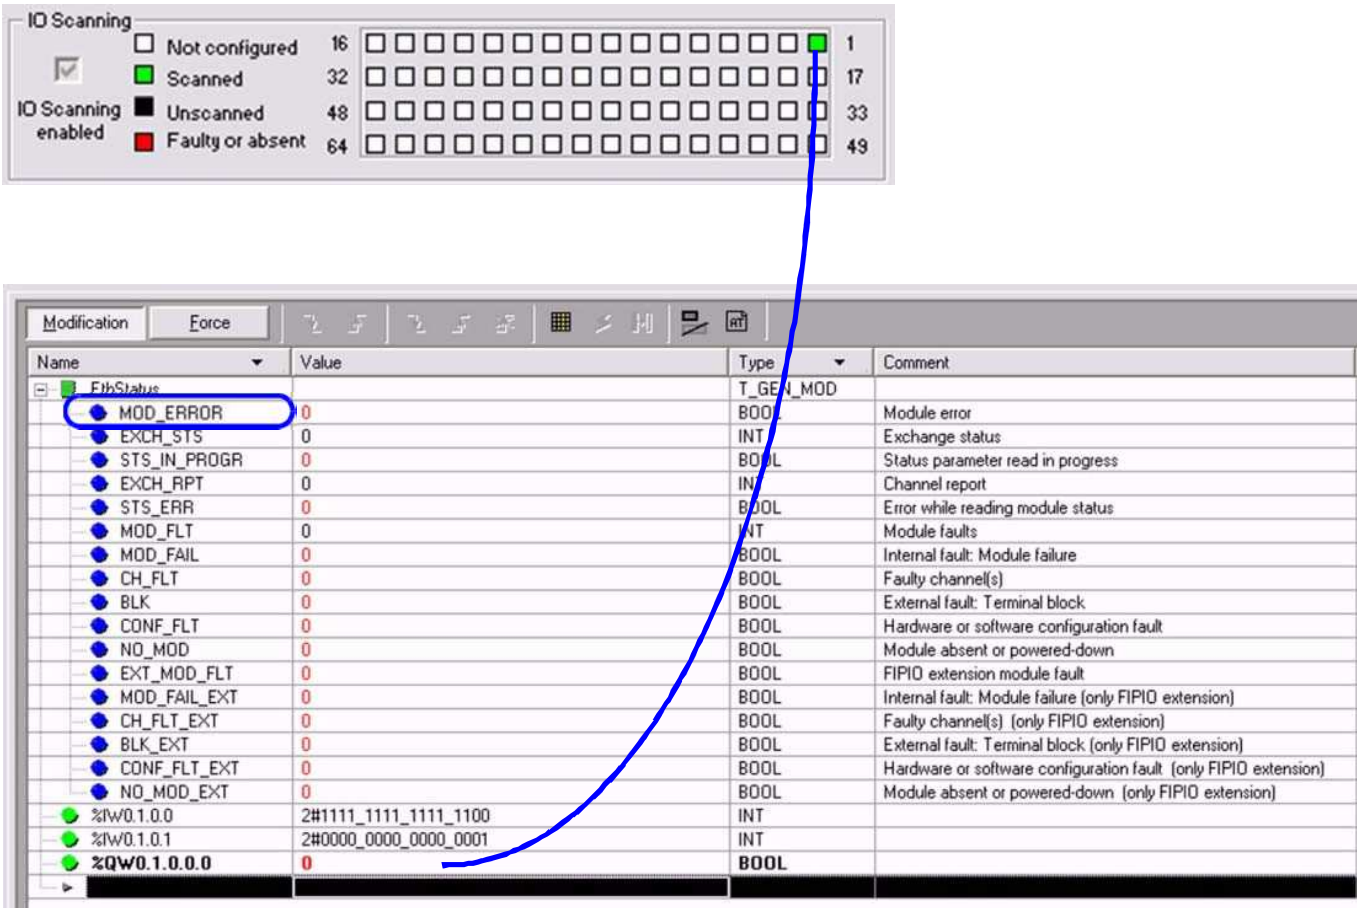 IO Scanning
Not configured 16 1
Scanned 32 17
IO Scanning enabled Unscanned 48 33
Faulty or absent 64 49
Modification Force
Name Value Type Comment
EthStatus T_GEN_MOD
MOD_ERROR 0 BOOL Module error
EXCH_STS 0 INT Exchange status
STS_IN_PROGR 0 BOOL Status parameter read in progress
EXCH_RPT 0 INT Channel report
STS_ERR 0 BOOL Error while reading module status
MOD_FLT 0 INT Module faults
MOD_FAIL 0 BOOL Internal fault: Module failure
CH_FLT 0 BOOL Faulty channel(s)
BLK 0 BOOL External fault: Terminal block
CONF_FLT 0 BOOL Hardware or software configuration fault
NO_MOD 0 BOOL Module absent or powered-down
EXT_MOD_FLT 0 BOOL FIPIO extension module fault
MOD_FAIL_EXT 0 BOOL Internal fault: Module failure (only FIPIO extension)
CH_FLT_EXT 0 BOOL Faulty channel(s) (only FIPIO extension)
BLK_EXT 0 BOOL External fault: Terminal block (only FIPIO extension)
CONF_FLT_EXT 0 BOOL Hardware or software configuration fault (only FIPIO extension)
NO_MOD_EXT 0 BOOL Module absent or powered-down (only FIPIO extension)
%IW0.1.0.0 2#1111_1111_1111_1100 INT
%IW0.1.0.1 2#0000_0000_0000_0001 INT
%QW0.1.0.0.0 0 BOOL